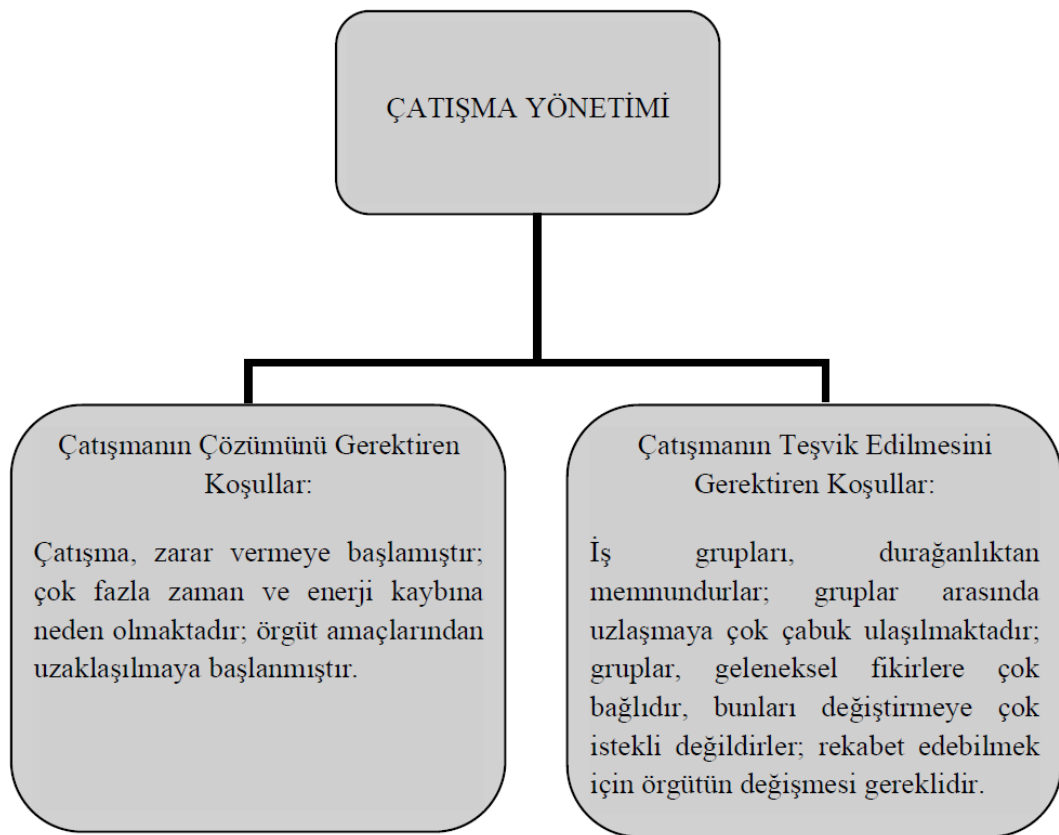 ÇATIŞMA YÖNETİMİ
Çatışmanın Çözümünü Gerektiren
Koşullar:
Çatışma, zarar vermeye başlamıştır;
çok fazla zaman ve enerji kaybına
neden olmaktadır; örgüt amaçlarından
uzaklaşılmaya başlanmıştır.
Çatışmanın Teşvik Edilmesini
Gerektiren Koşullar:
İş grupları, durağanlıktan
memnundurlar; gruplar arasında
uzlaşmaya çok çabuk ulaşılmaktadır;
gruplar, geleneksel fikirlere çok
bağlıdır, bunları değiştirmeye çok
istekli değildirler; rekabet edebilmek
için örgütün değişmesi gereklidir.